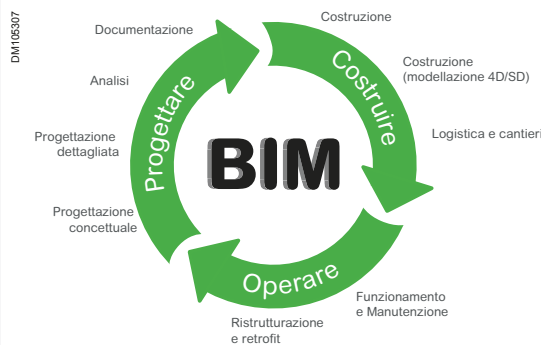 DM105307
Documentazione
Analisi
Progettazione
dettagliata
Progettazione
concettuale
Progettare
BIM
Costruire
Costruzione
Costruzione
(modellazione 4D/SD)
Logistica e cantieri
Operare
Funzionamento
e Manutenzione
Ristrutturazione
e retrofit